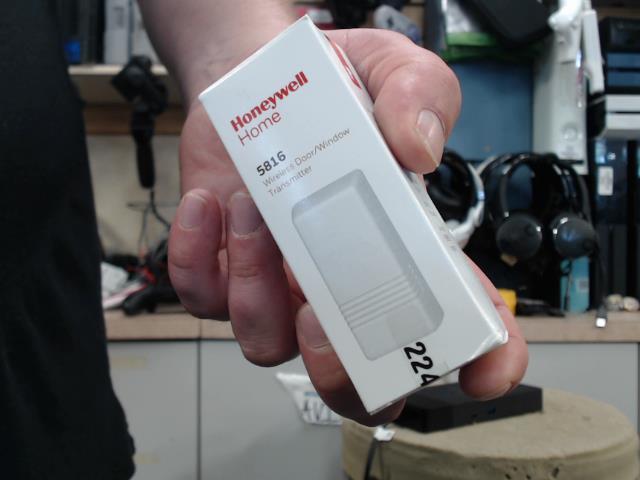 Honeywell
Home
5816
Wireless Door/Window
Transmitter
224